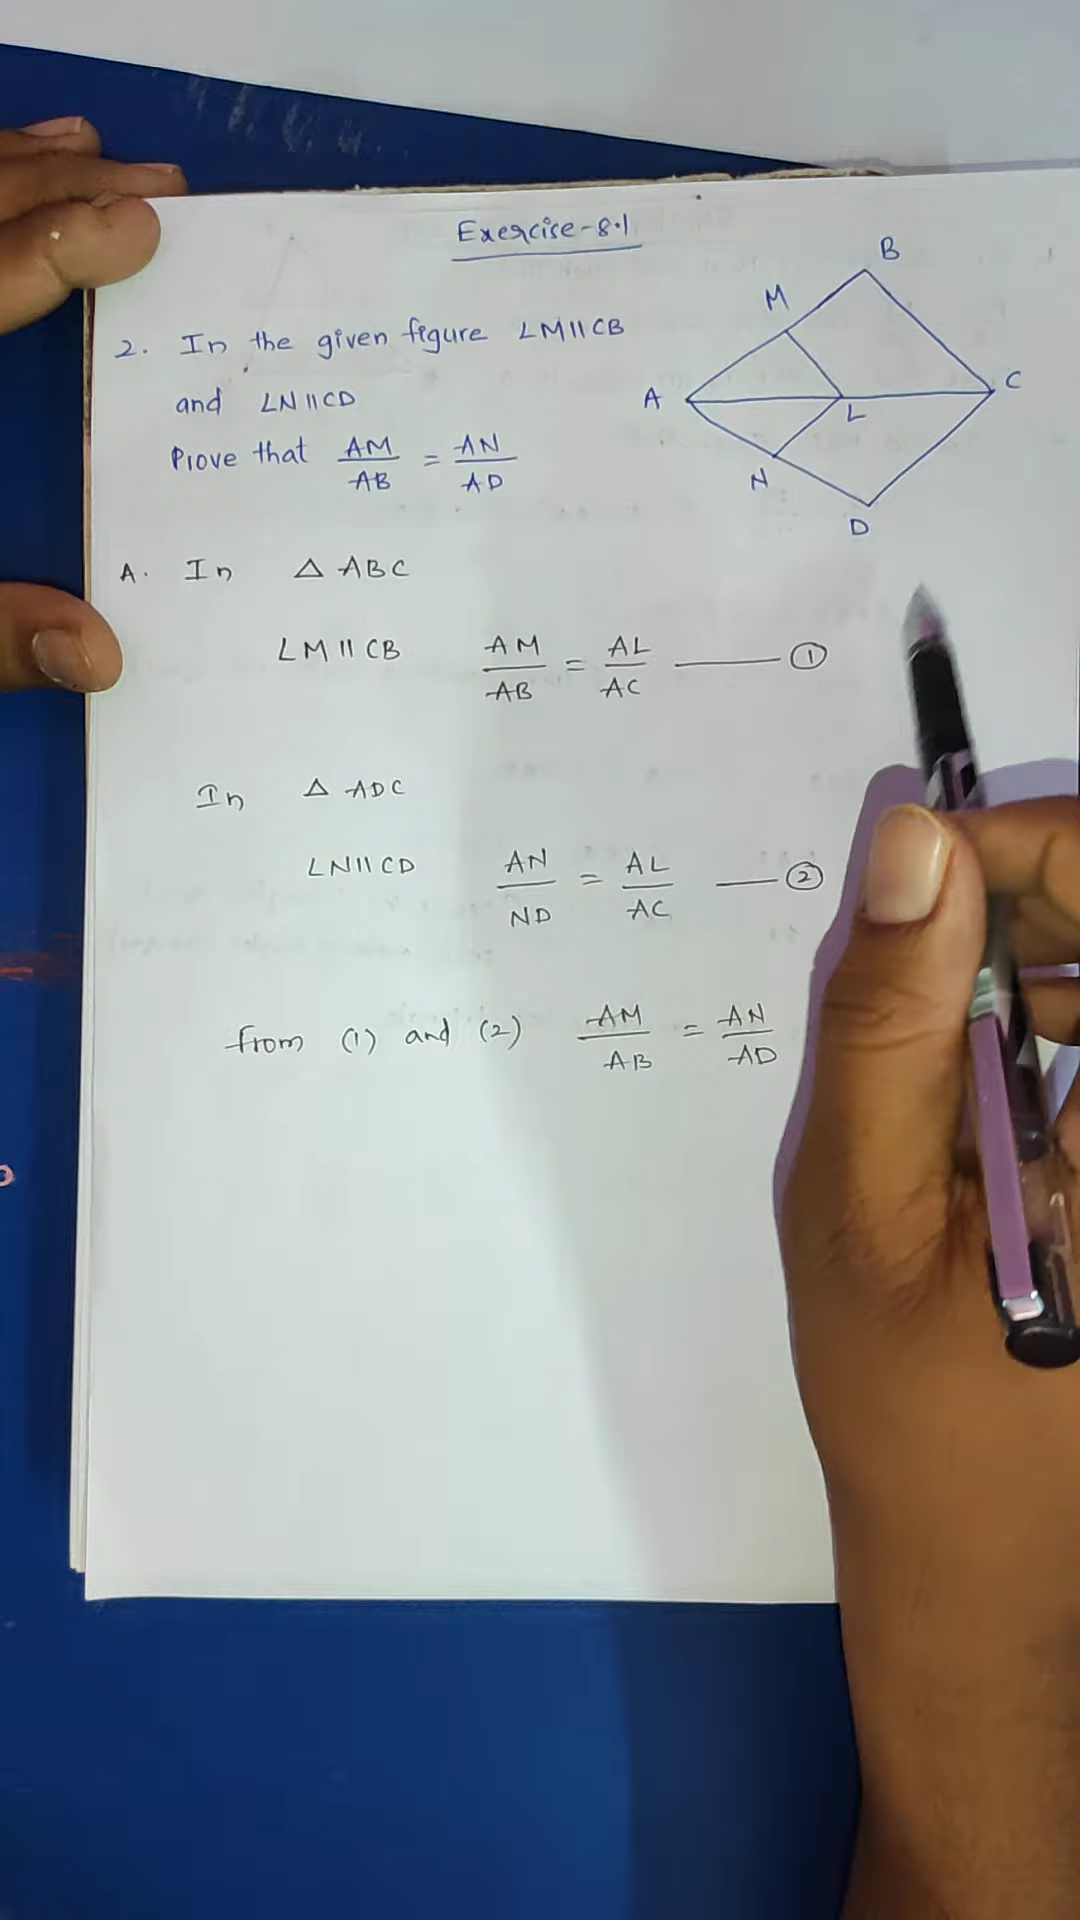 Exercise-8.1
2. In the given figure LM||CB
and LN||CD
Prove that AM/AB = AN/AD
B
M
A
C
L
N
D
A. In △ ABC
LM||CB AM/AB = AL/AC —— ①
In △ ADC
LN||CD AN/ND = AL/AC — ②
from (1) and (2) AM/AB = AN/AD